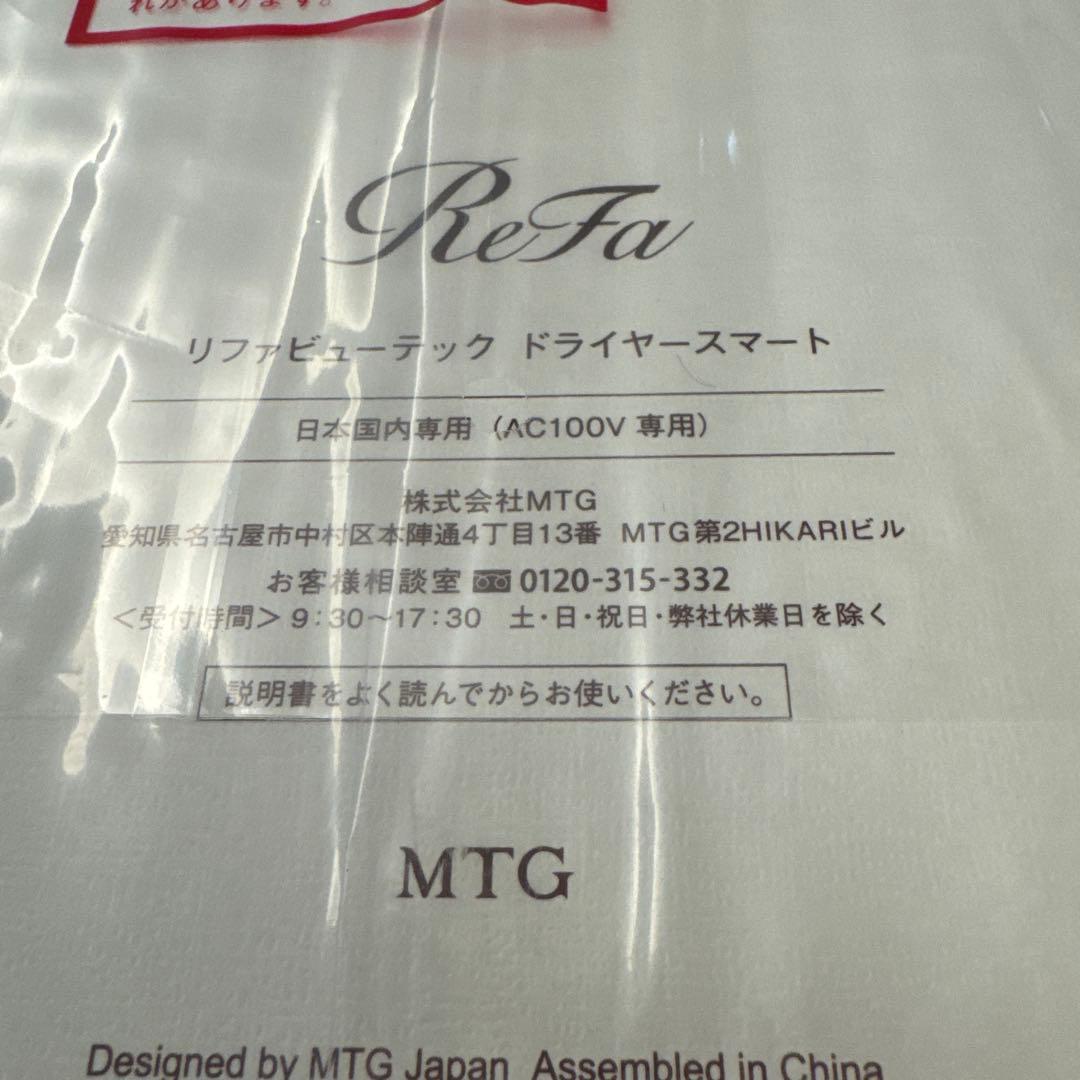 れがあります。
ReFa
リファビューテック ドライヤースマート
日本国内専用（AC100V 専用）
株式会社MTG
愛知県名古屋市中村区本陣通4丁目13番 MTG第2HIKARIビル
お客様相談室 0120-315-332
＜受付時間＞ 9：30～17：30 土・日・祝日・弊社休業日を除く
説明書をよく読んでからお使いください。
MTG
Designed by MTG Japan Assembled in China